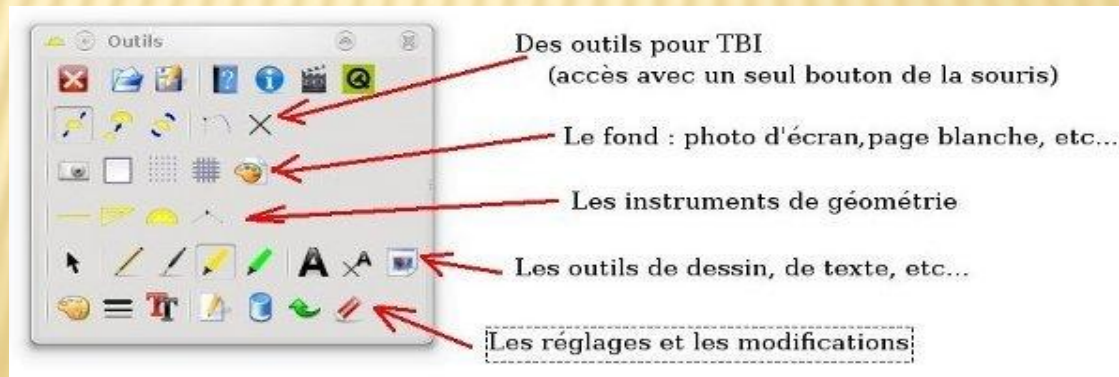 Outils
Des outils pour TBI
(accès avec un seul bouton de la souris)
Le fond : photo d'écran,page blanche, etc...
Les instruments de géométrie
Les outils de dessin, de texte, etc...
Les réglages et les modifications